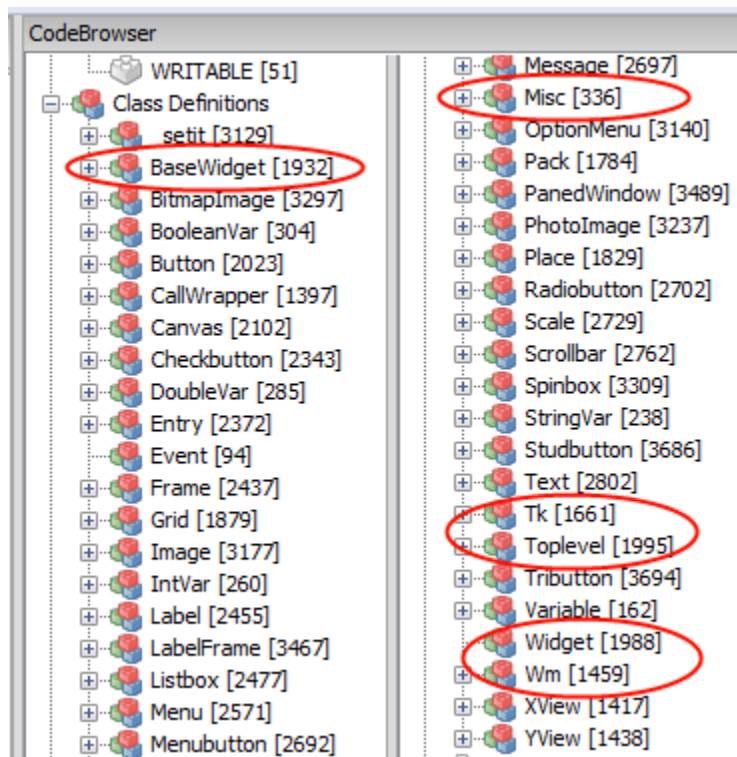 CodeBrowser
WRITABLE [51]
Class Definitions
_setit [3129]
BaseWidget [1932]
BitmapImage [3297]
BooleanVar [304]
Button [2023]
CallWrapper [1397]
Canvas [2102]
Checkbutton [2343]
DoubleVar [285]
Entry [2372]
Event [94]
Frame [2437]
Grid [1879]
Image [3177]
IntVar [260]
Label [2455]
LabelFrame [3467]
Listbox [2477]
Menu [2571]
Menubutton [2692]
Message [2697]
Misc [336]
OptionMenu [3140]
Pack [1784]
PanedWindow [3489]
PhotoImage [3237]
Place [1829]
Radiobutton [2702]
Scale [2729]
Scrollbar [2762]
Spinbox [3309]
StringVar [238]
Studbutton [3686]
Text [2802]
Tk [1661]
Toplevel [1995]
Tributton [3694]
Variable [162]
Widget [1988]
Wm [1459]
XView [1417]
YView [1438]